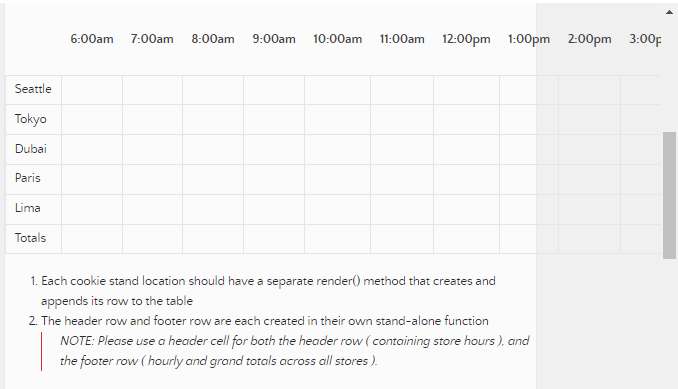 6:00am 7:00am 8:00am 9:00am 10:00am 11:00am 12:00pm 1:00pm 2:00pm 3:00p
Seattle
Tokyo
Dubai
Paris
Lima
Totals
1. Each cookie stand location should have a separate render() method that creates and
appends its row to the table
2. The header row and footer row are each created in their own stand-alone function
NOTE: Please use a header cell for both the header row ( containing store hours ), and
the footer row ( hourly and grand totals across all stores ).